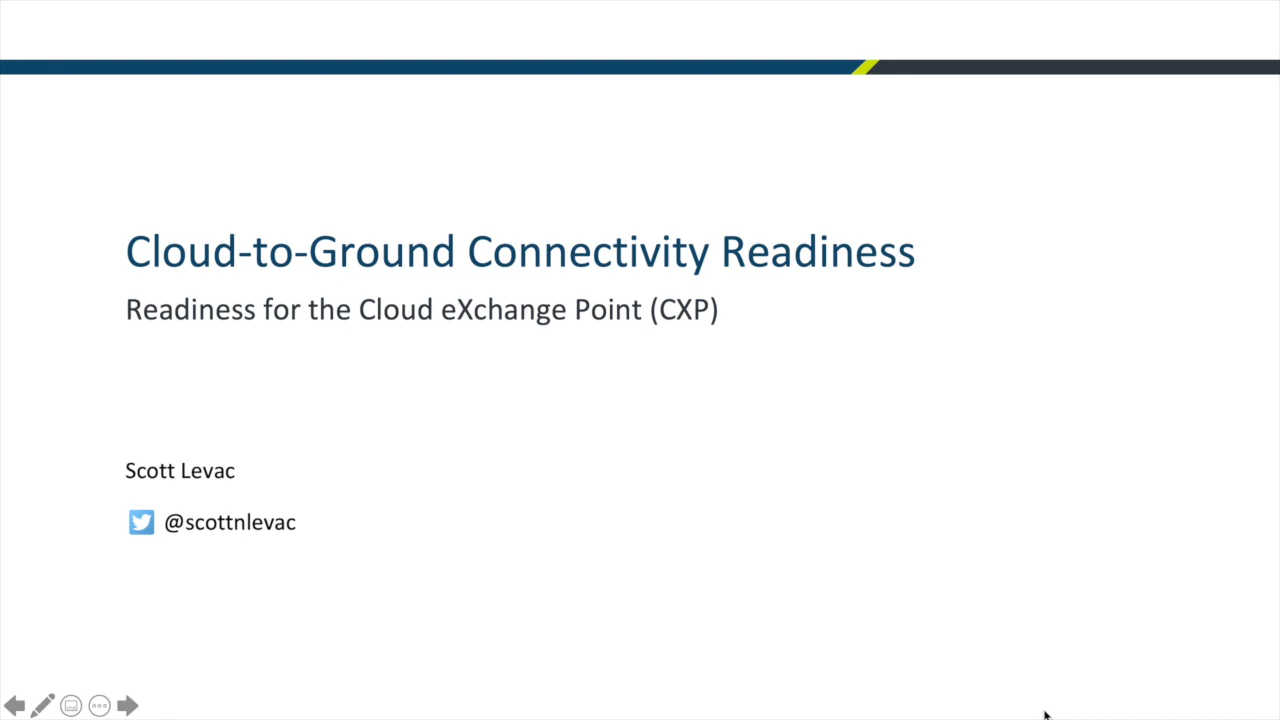 Cloud-to-Ground Connectivity Readiness
Readiness for the Cloud eXchange Point (CXP)
Scott Levac
@scottnlevac